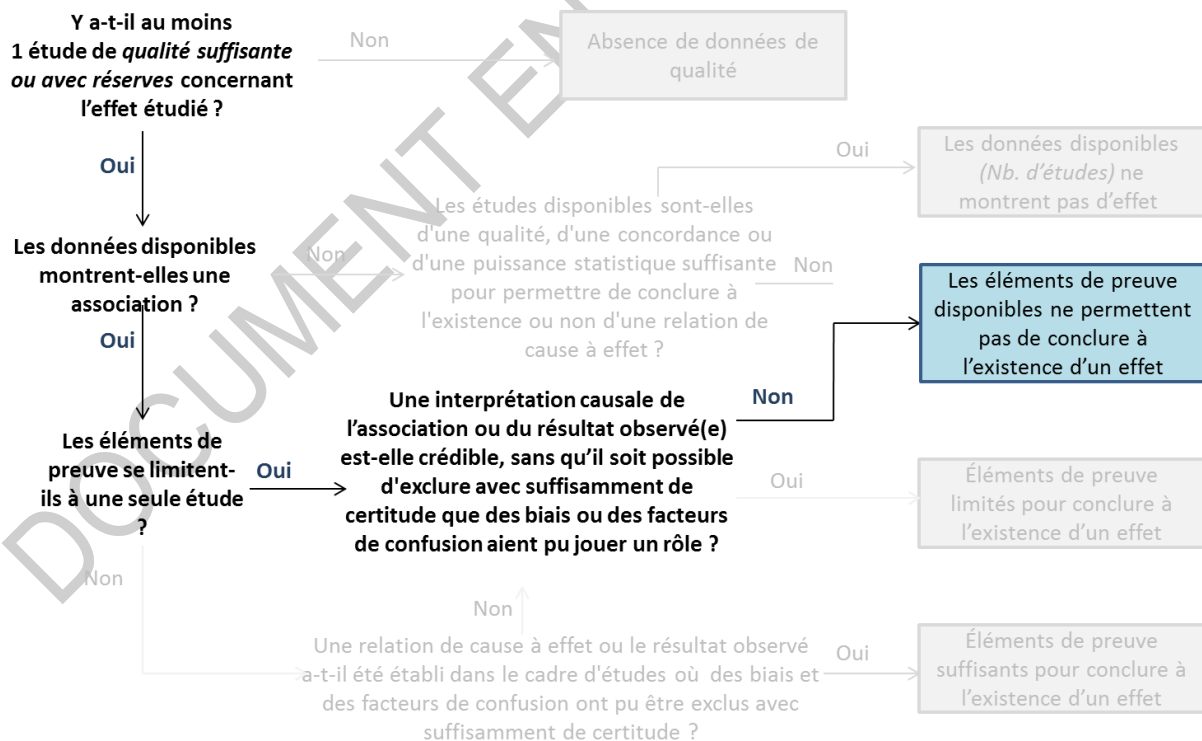 Y a-t-il au moins
1 étude de qualité suffisante
ou avec réserves concernant
l'effet étudié ?
Non
Absence de données de
qualité
Oui
Les données disponibles
montrent-elles une
association ?
Non
Les études disponibles sont-elles
d'une qualité, d'une concordance ou
d'une puissance statistique suffisante
pour permettre de conclure à
l'existence ou non d'une relation de
cause à effet ?
Oui
Les données disponibles
(Nb. d'études) ne
montrent pas d'effet
Non
Les éléments de preuve
disponibles ne permettent
pas de conclure à
l'existence d'un effet
Oui
Les éléments de
preuve se limitent-
ils à une seule étude
?
Oui
Une interprétation causale de
l'association ou du résultat observé(e)
est-elle crédible, sans qu'il soit possible
d'exclure avec suffisamment de
certitude que des biais ou des facteurs
de confusion aient pu jouer un rôle ?
Non
Oui
Éléments de preuve
limités pour conclure à
l'existence d'un effet
Non
Non
Une relation de cause à effet ou le résultat observé
a-t-il été établi dans le cadre d'études où des biais et
des facteurs de confusion ont pu être exclus avec
suffisamment de certitude ?
Oui
Éléments de preuve
suffisants pour conclure à
l'existence d'un effet
DOCUMENT